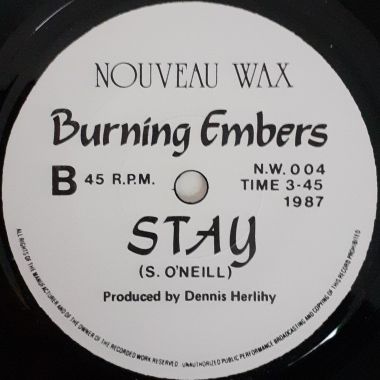 NOUVEAU WAX
Burning Embers
B 45 R.P.M.
N.W. 004
TIME 3-45
1987
STAY
(S. O'NEILL)
Produced by Dennis Herlihy
ALL RIGHTS OF THE MANUFACTURER AND OF THE OWNER OF THE RECORDED WORK RESERVED. UNAUTHORIZED PUBLIC PERFORMANCE BROADCASTING AND COPYING OF THIS RECORD PROHIBITED